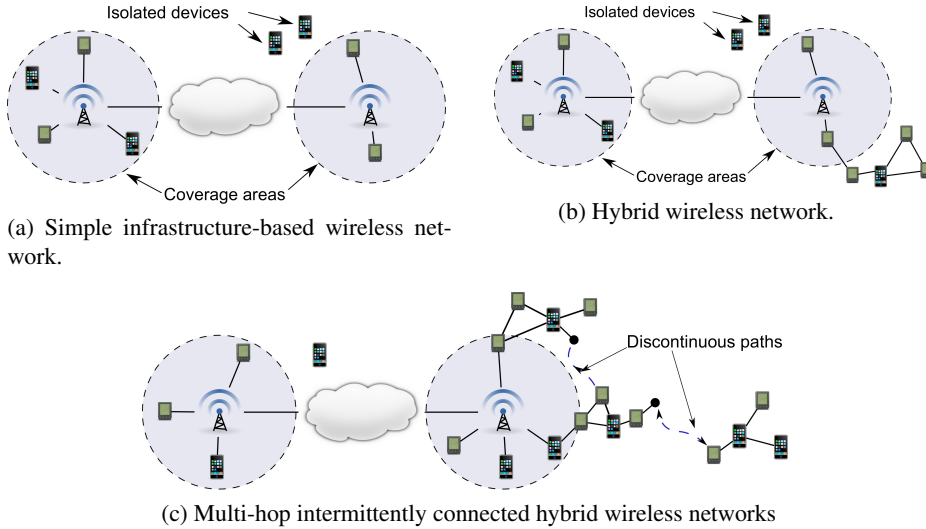 Isolated devices
Coverage areas
(a) Simple infrastructure-based wireless net-
work.
Isolated devices
Coverage areas
(b) Hybrid wireless network.
Discontinuous paths
(c) Multi-hop intermittently connected hybrid wireless networks